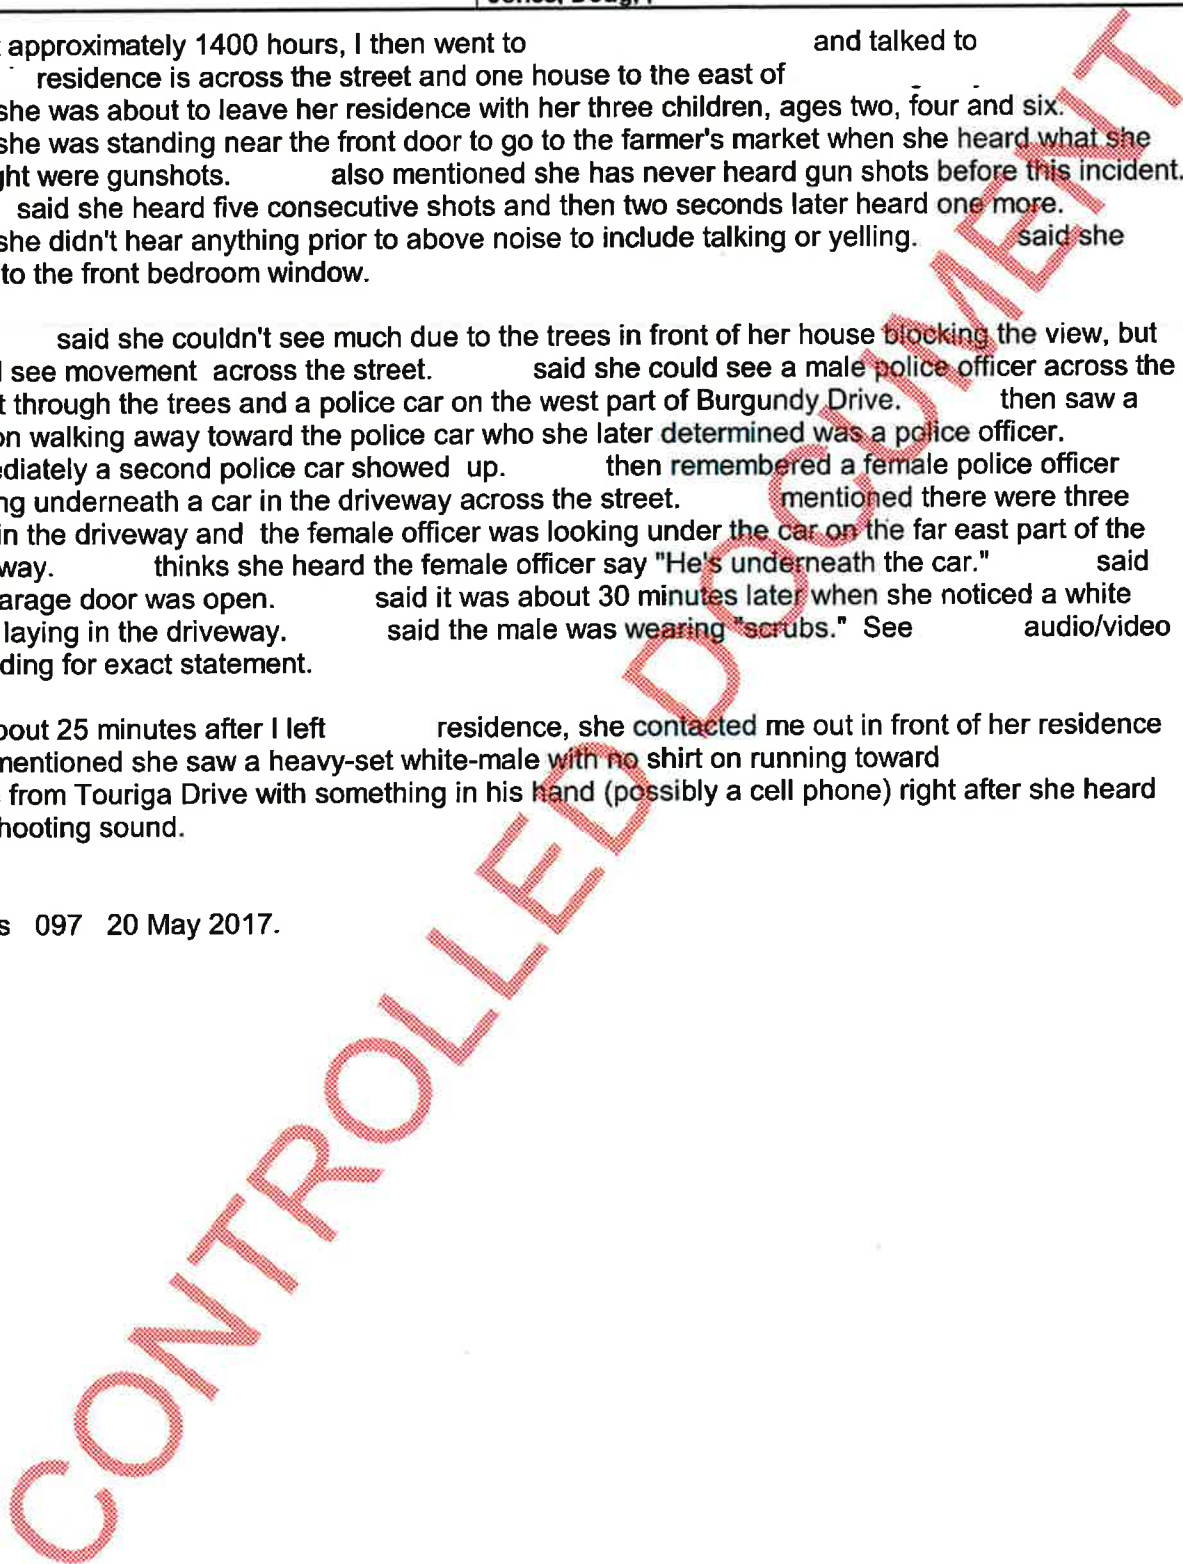 approximately 1400 hours, I then went to and talked to
residence is across the street and one house to the east of
she was about to leave her residence with her three children, ages two, four and six.
she was standing near the front door to go to the farmer's market when she heard what she
ght were gunshots. also mentioned she has never heard gun shots before this incident.
said she heard five consecutive shots and then two seconds later heard one more.
she didn't hear anything prior to above noise to include talking or yelling. said she
to the front bedroom window.
said she couldn't see much due to the trees in front of her house blocking the view, but
see movement across the street. said she could see a male police officer across the
t through the trees and a police car on the west part of Burgundy Drive. then saw a
on walking away toward the police car who she later determined was a police officer.
ediately a second police car showed up. then remembered a female police officer
ng underneath a car in the driveway across the street. mentioned there were three
in the driveway and the female officer was looking under the car on the far east part of the
way. thinks she heard the female officer say "He's underneath the car." said
arage door was open. said it was about 30 minutes later when she noticed a white
laying in the driveway. said the male was wearing "scrubs." See audio/video
ding for exact statement.
bout 25 minutes after I left residence, she contacted me out in front of her residence
mentioned she saw a heavy-set white-male with no shirt on running toward
from Touriga Drive with something in his hand (possibly a cell phone) right after she heard
hooting sound.
s 097 20 May 2017.
CONTROLLED DOCUMENT